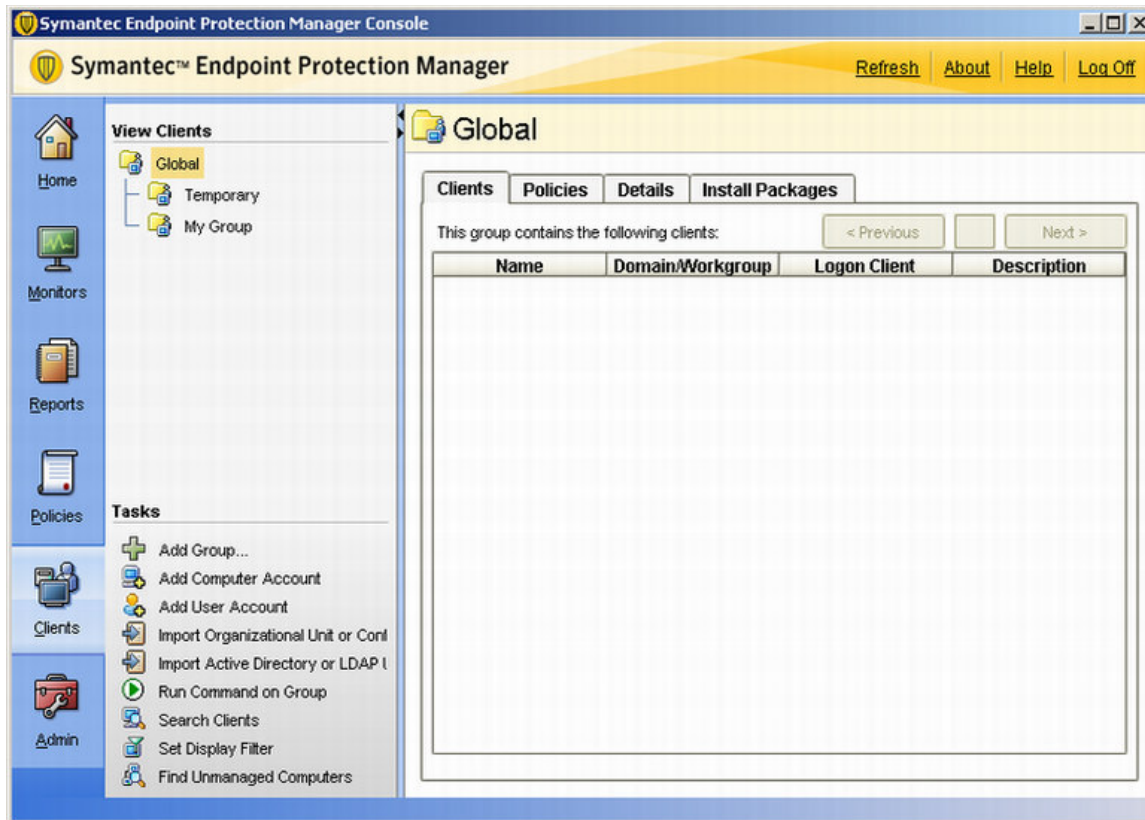 Symantec Endpoint Protection Manager Console
Symantec™ Endpoint Protection Manager
Refresh About Help Log Off
Home
Monitors
Reports
Policies
Clients
Admin
View Clients
Global
Temporary
My Group
Tasks
Add Group...
Add Computer Account
Add User Account
Import Organizational Unit or Cont
Import Active Directory or LDAP U
Run Command on Group
Search Clients
Set Display Filter
Find Unmanaged Computers
Global
Clients Policies Details Install Packages
This group contains the following clients: < Previous Next >
Name Domain/Workgroup Logon Client Description